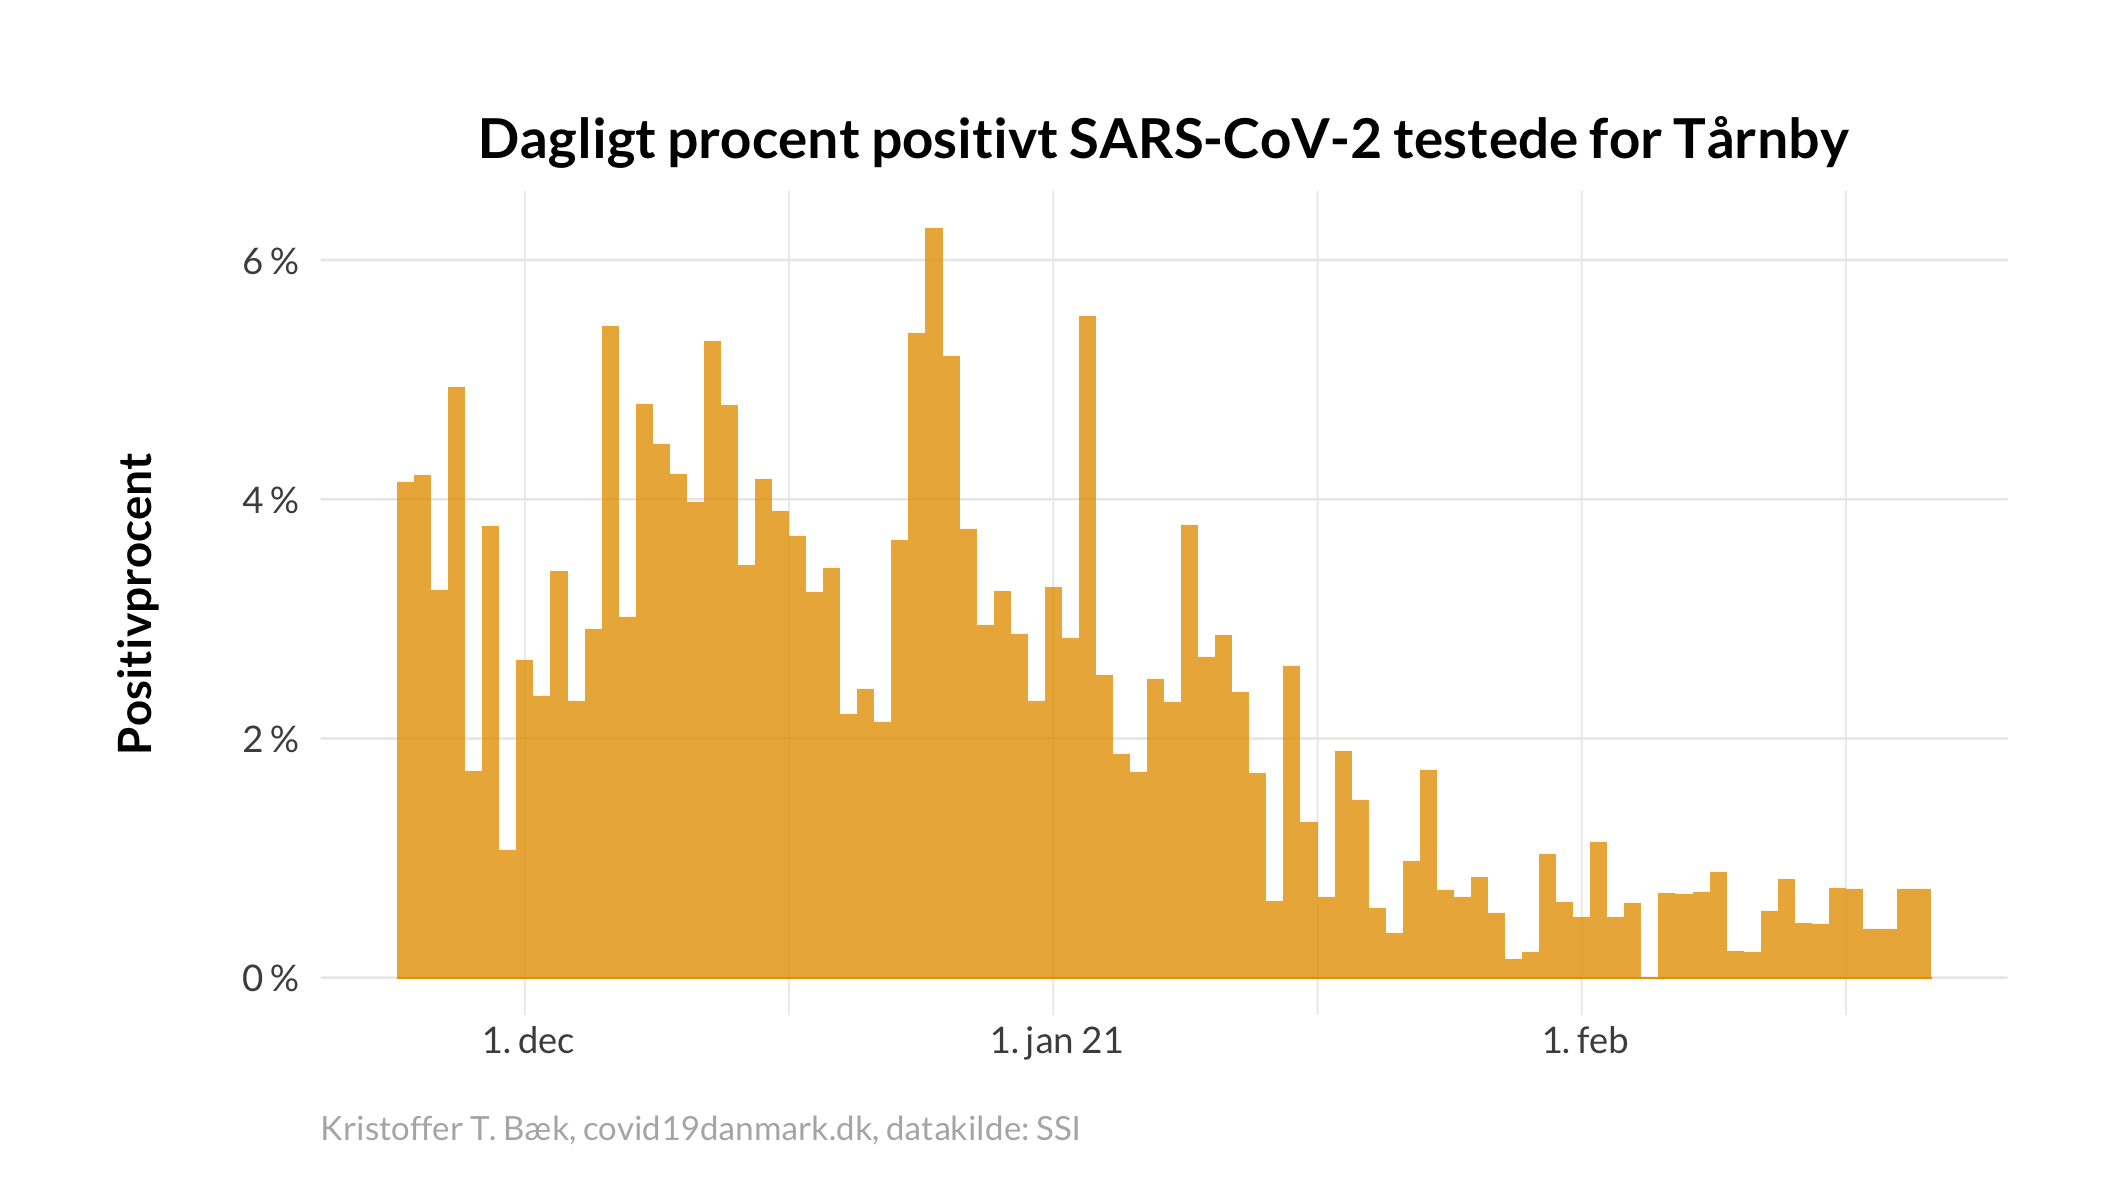 Dagligt procent positivt SARS-CoV-2 testede for Tårnby
Positivprocent
6 %
4 %
2 %
0 %
1. dec
1. jan 21
1. feb
Kristoffer T. Bæk, covid19danmark.dk, datakilde: SSI